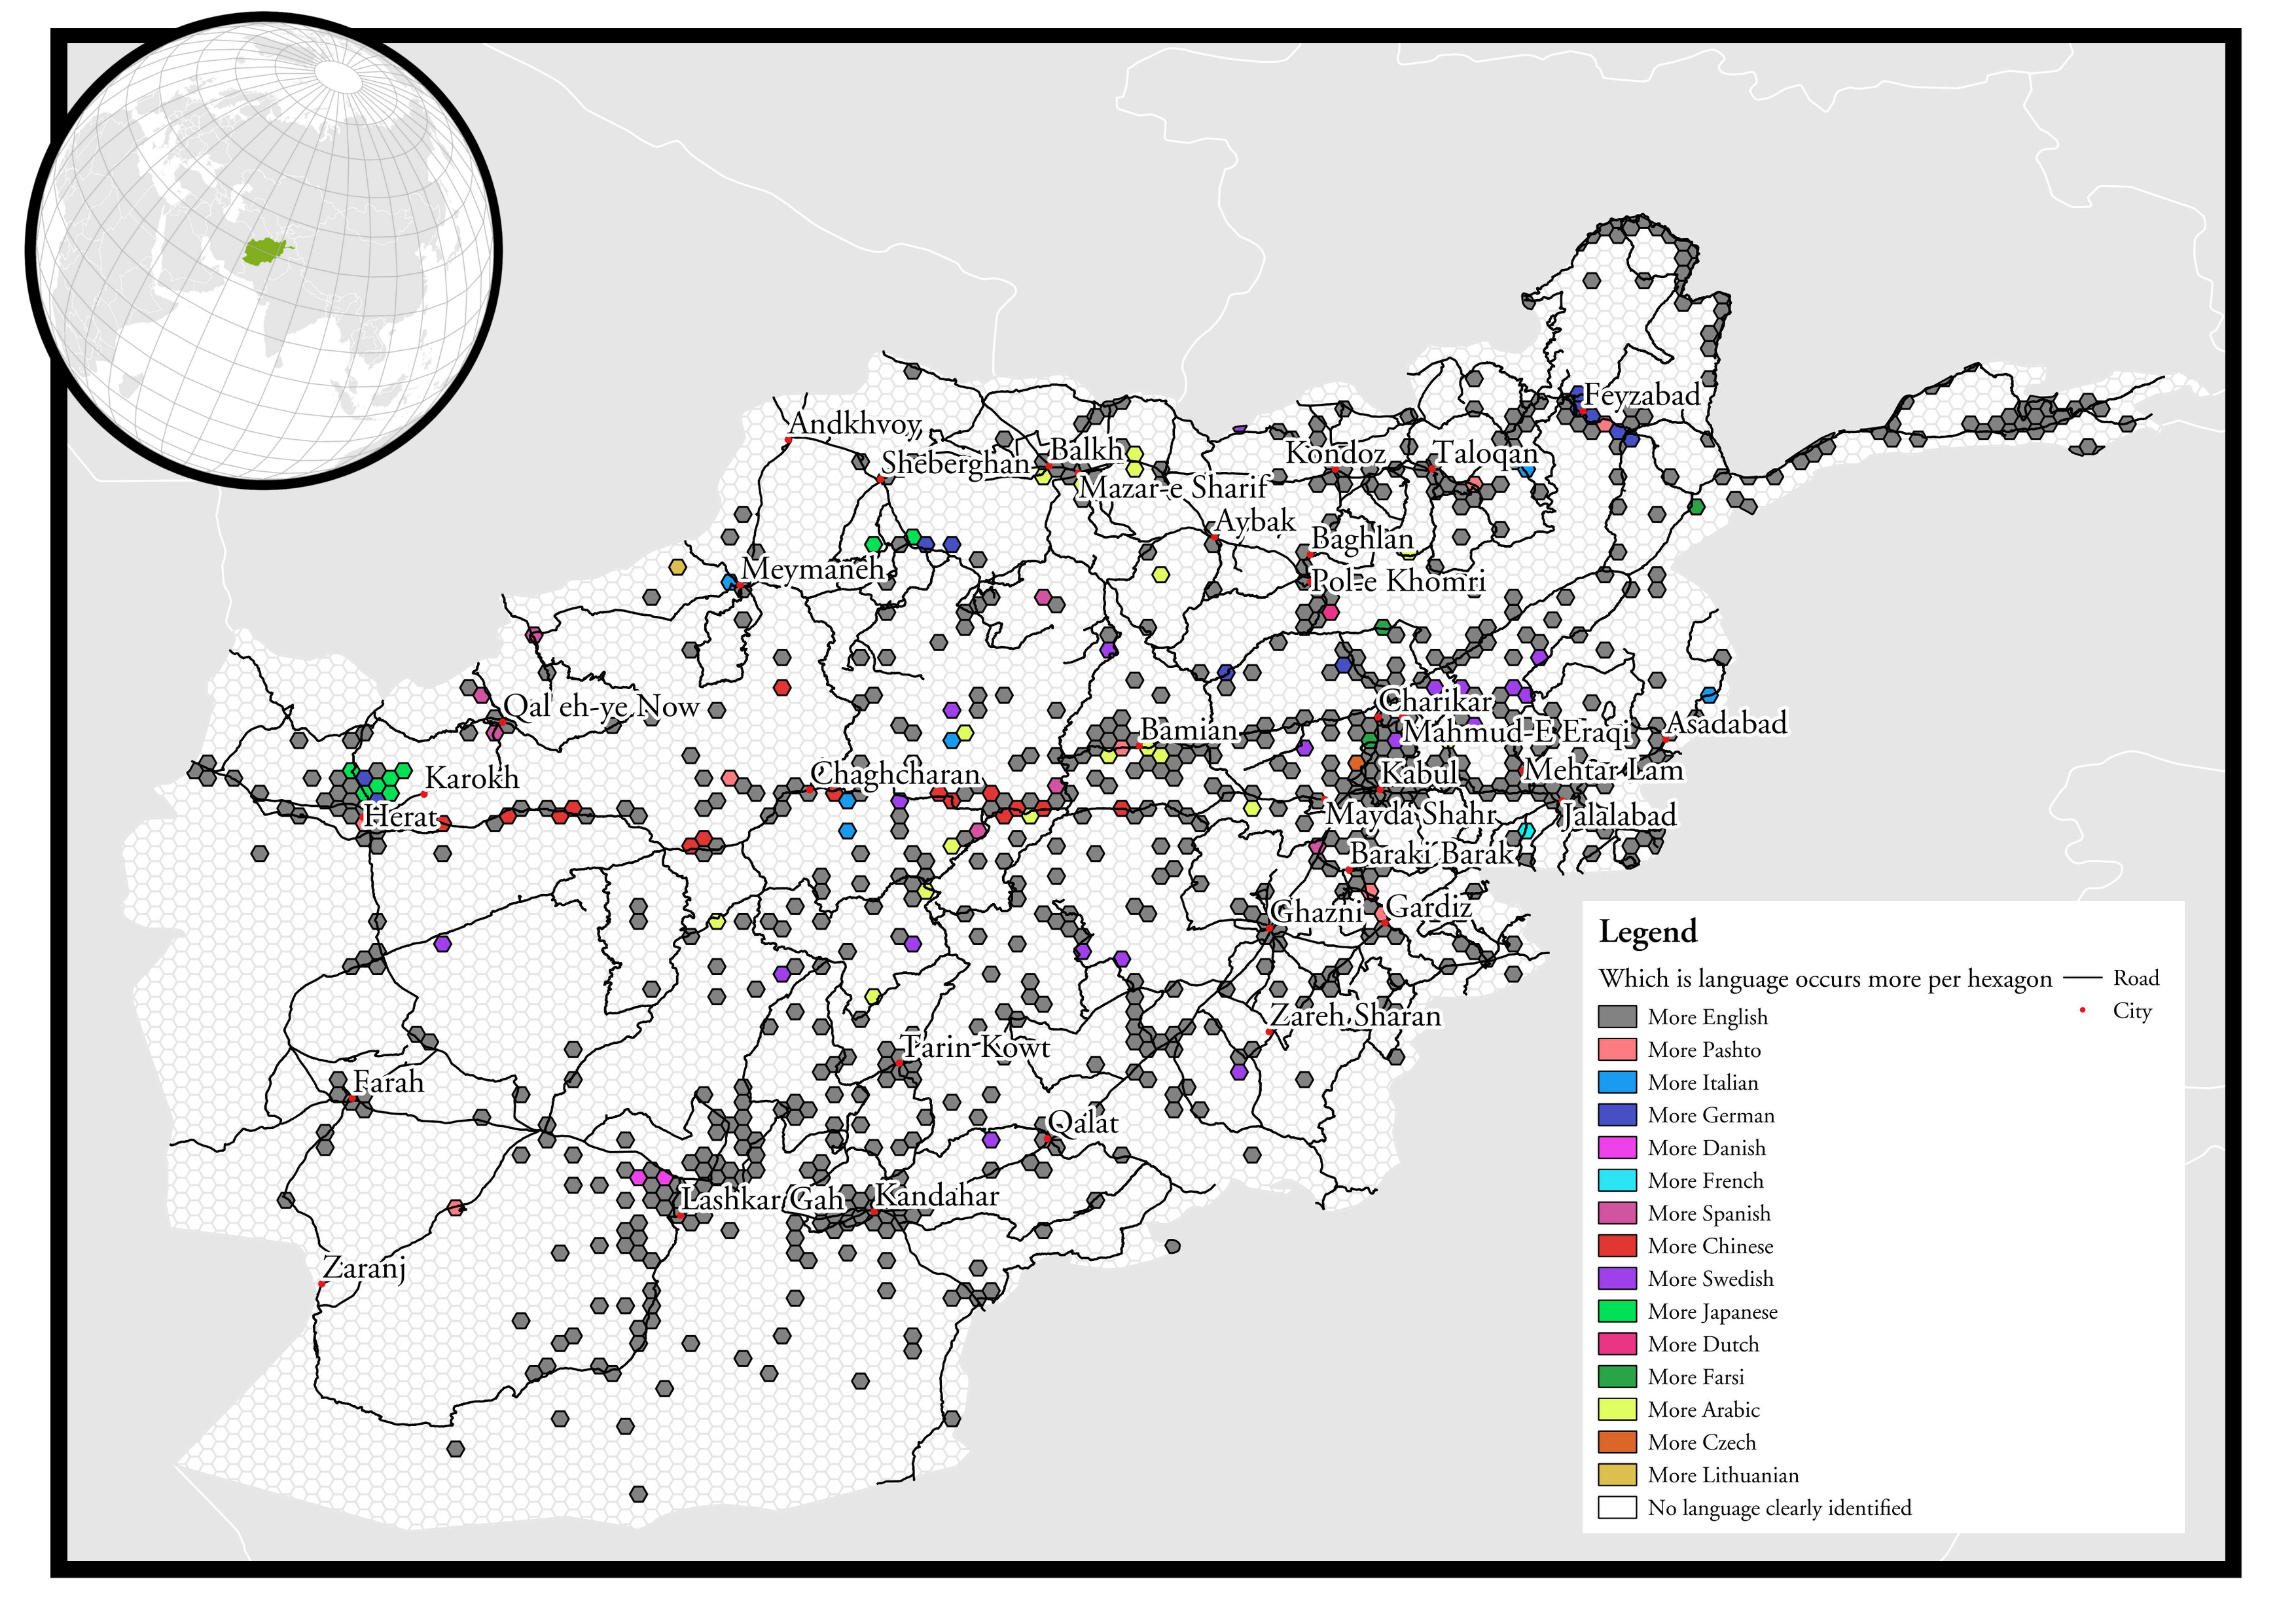 Feyzabad
Andkhvoy
Sheberghan
Balkh
Kondoz
Taloqan
Mazar-e Sharif
Aybak
Baghlan
Meymaneh
Pol-e Khomri
Qal eh-ye Now
Charikar
Bamian
Mahmud-E Eraqi
Asadabad
Karokh
Chaghcharan
Kabul
Mehtar Lam
Herat
Mayda Shahr
Jalalabad
Baraki Barak
Ghazni
Gardiz
Zareh Sharan
Tarin Kowt
Farah
Qalat
Lashkar Gah
Kandahar
Zaranj
Legend
Which is language occurs more per hexagon
More English
More Pashto
More Italian
More German
More Danish
More French
More Spanish
More Chinese
More Swedish
More Japanese
More Dutch
More Farsi
More Arabic
More Czech
More Lithuanian
No language clearly identified
Road
City